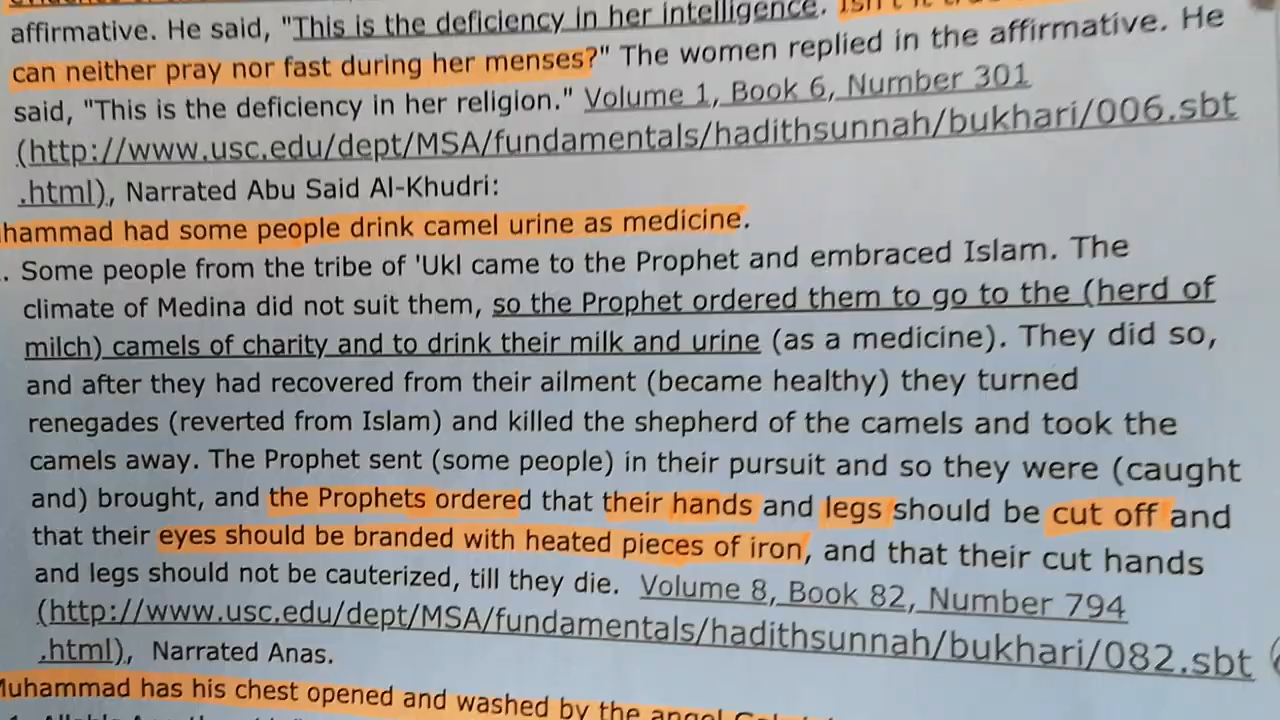 affirmative. He said, "This is the deficiency in her intelligence. Isn't it
can neither pray nor fast during her menses?" The women replied in the affirmative. He
said, "This is the deficiency in her religion." Volume 1, Book 6, Number 301
(http://www.usc.edu/dept/MSA/fundamentals/hadithsunnah/bukhari/006.sbt
.html), Narrated Abu Said Al-Khudri:
hammad had some people drink camel urine as medicine.
. Some people from the tribe of 'Ukl came to the Prophet and embraced Islam. The
climate of Medina did not suit them, so the Prophet ordered them to go to the (herd of
milch) camels of charity and to drink their milk and urine (as a medicine). They did so,
and after they had recovered from their ailment (became healthy) they turned
renegades (reverted from Islam) and killed the shepherd of the camels and took the
camels away. The Prophet sent (some people) in their pursuit and so they were (caught
and) brought, and the Prophets ordered that their hands and legs should be cut off and
that their eyes should be branded with heated pieces of iron, and that their cut hands
and legs should not be cauterized, till they die. Volume 8, Book 82, Number 794
(http://www.usc.edu/dept/MSA/fundamentals/hadithsunnah/bukhari/082.sbt
.html), Narrated Anas.
Muhammad has his chest opened and washed by the angel